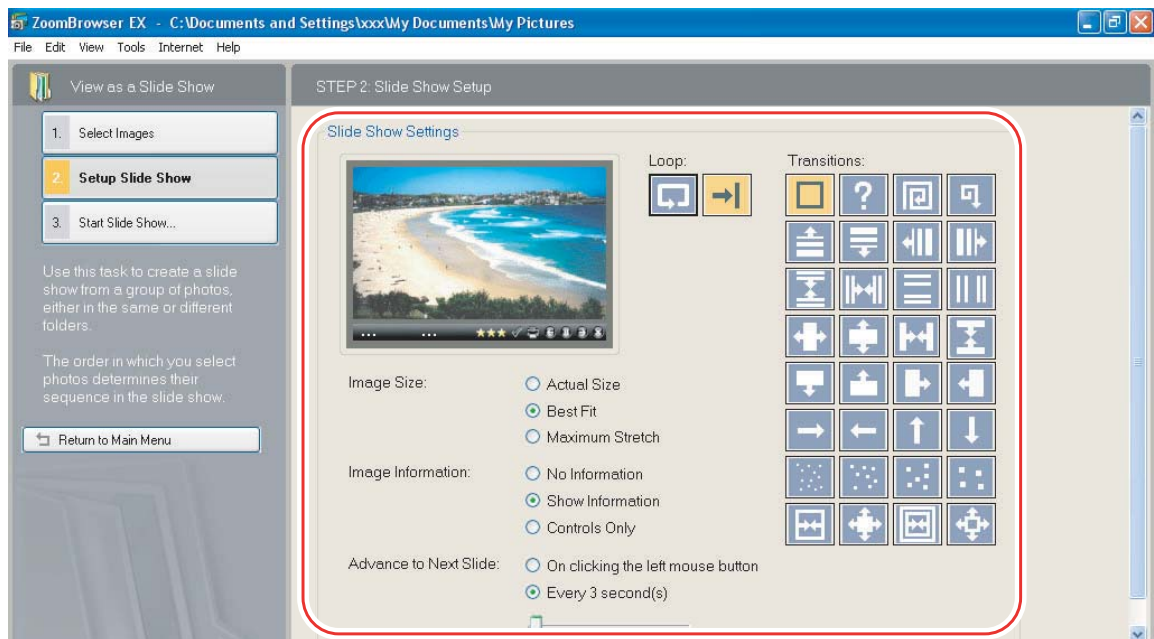 ZoomBrowser EX - C:\Documents and Settings\xxx\My Documents\My Pictures
File Edit View Tools Internet Help
View as a Slide Show
STEP 2: Slide Show Setup
1. Select Images
2. Setup Slide Show
3. Start Slide Show...
Use this task to create a slide
show from a group of photos,
either in the same or different
folders.
The order in which you select
photos determines their
sequence in the slide show.
Return to Main Menu
Slide Show Settings
Loop:
Transitions:
?
Image Size:
Actual Size
Best Fit
Maximum Stretch
Image Information:
No Information
Show Information
Controls Only
Advance to Next Slide:
On clicking the left mouse button
Every 3 second(s)